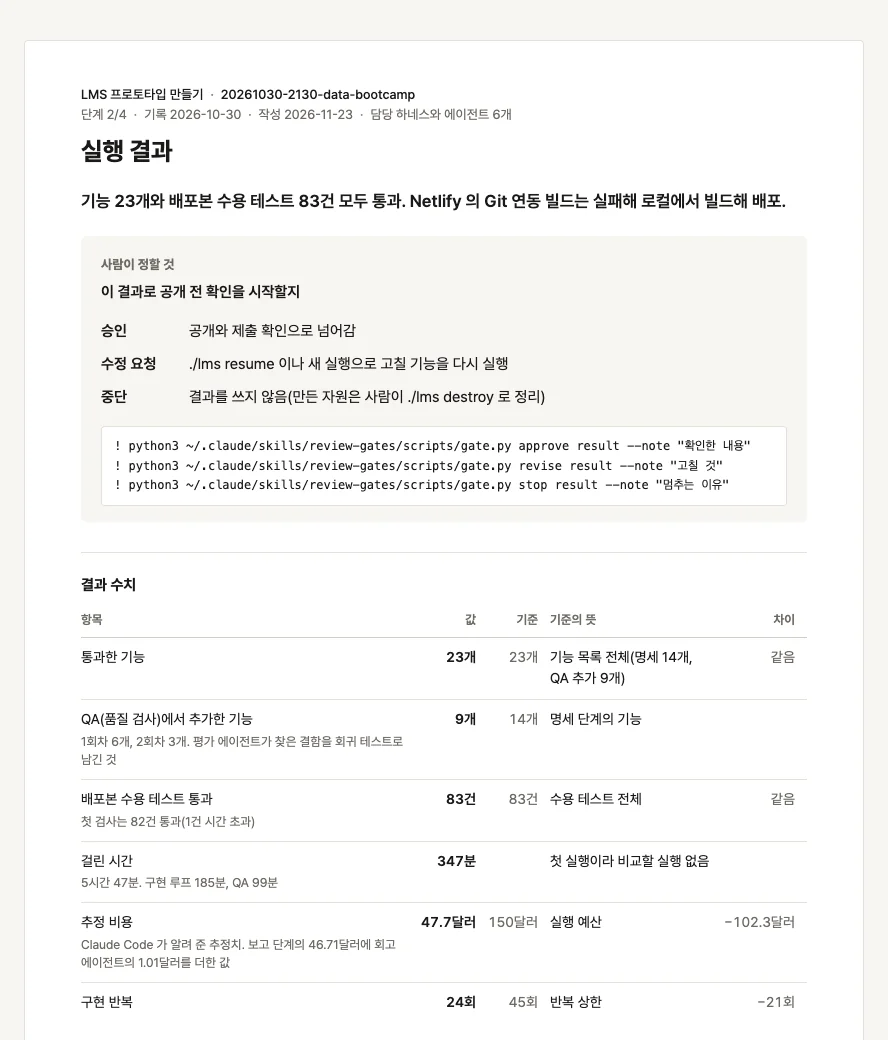 LMS 프로토타입 만들기 · 20261030-2130-data-bootcamp
단계 2/4 · 기록 2026-10-30 · 작성 2026-11-23 · 담당 하네스와 에이전트 6개
실행 결과
기능 23개와 배포본 수용 테스트 83건 모두 통과. Netlify 의 Git 연동 빌드는 실패해 로컬에서 빌드해 배포.
사람이 정할 것
이 결과로 공개 전 확인을 시작할지
승인 공개와 제출 확인으로 넘어감
수정 요청 ./lms resume 이나 새 실행으로 고칠 기능을 다시 실행
중단 결과를 쓰지 않음(만든 자원은 사람이 ./lms destroy 로 정리)
! python3 ~/.claude/skills/review-gates/scripts/gate.py approve result --note "확인한 내용"
! python3 ~/.claude/skills/review-gates/scripts/gate.py revise result --note "고칠 것"
! python3 ~/.claude/skills/review-gates/scripts/gate.py stop result --note "멈추는 이유"
결과 수치
항목 값 기준 기준의 뜻 차이
통과한 기능 23개 23개 기능 목록 전체(명세 14개, 같음
QA 추가 9개)
QA(품질 검사)에서 추가한 기능 9개 14개 명세 단계의 기능
1회차 6개, 2회차 3개. 평가 에이전트가 찾은 결함을 회귀 테스트로
남긴 것
배포본 수용 테스트 통과 83건 83건 수용 테스트 전체 같음
첫 검사는 82건 통과(1건 시간 초과)
걸린 시간 347분 첫 실행이라 비교할 실행 없음
5시간 47분. 구현 루프 185분, QA 99분
추정 비용 47.7달러 150달러 실행 예산 −102.3달러
Claude Code 가 알려 준 추정치. 보고 단계의 46.71달러에 회고
에이전트의 1.01달러를 더한 값
구현 반복 24회 45회 반복 상한 −21회